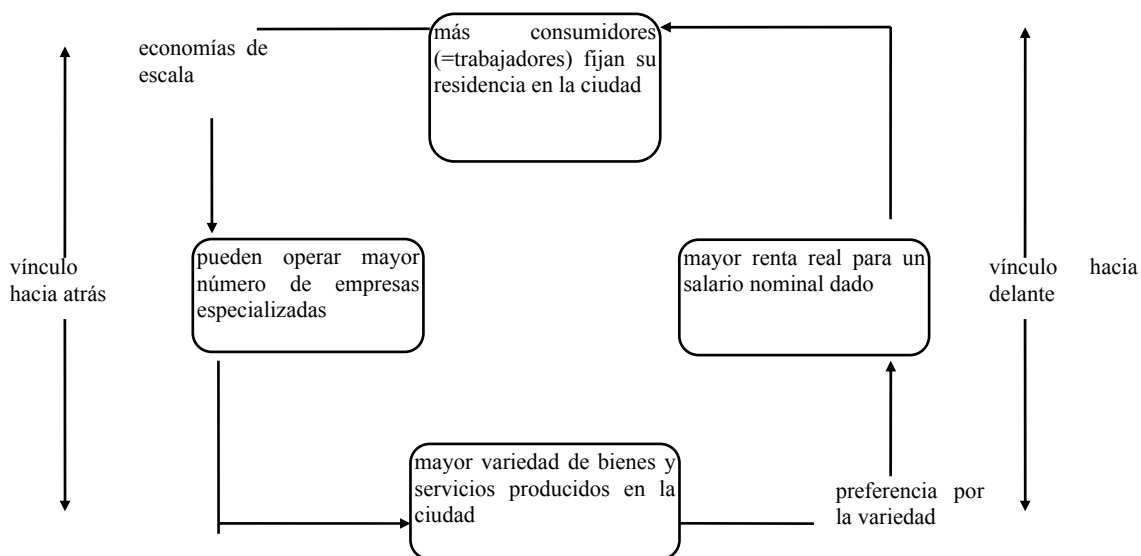 más consumidores
(=trabajadores) fijan su
residencia en la ciudad
economías de
escala
vínculo
hacia atrás
pueden operar mayor
número de empresas
especializadas
mayor renta real para un
salario nominal dado
vínculo hacia
delante
mayor variedad de bienes y
servicios producidos en la
ciudad
preferencia por
la variedad